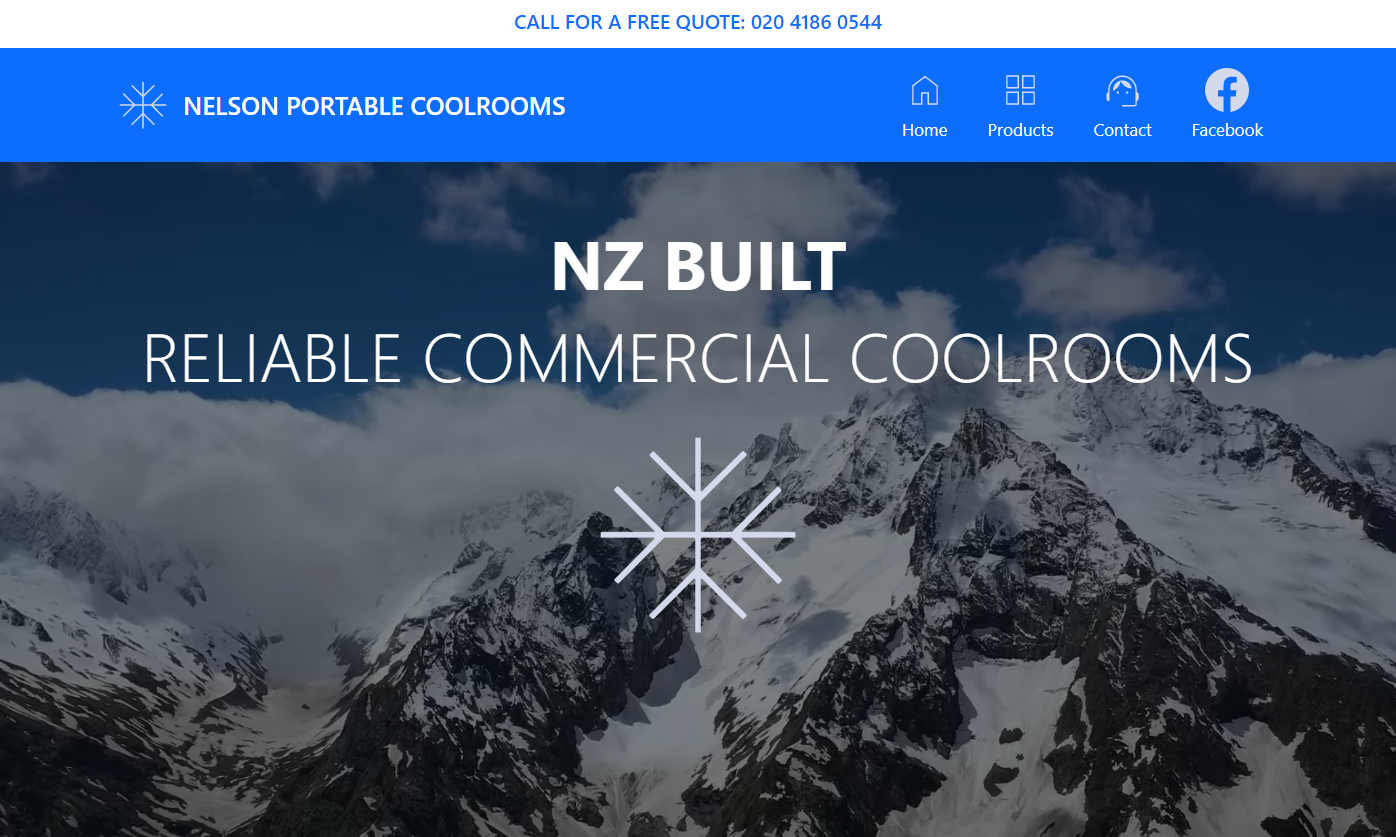 CALL FOR A FREE QUOTE: 020 4186 0544
NELSON PORTABLE COOLROOMS
Home Products Contact Facebook
NZ BUILT
RELIABLE COMMERCIAL COOLROOMS